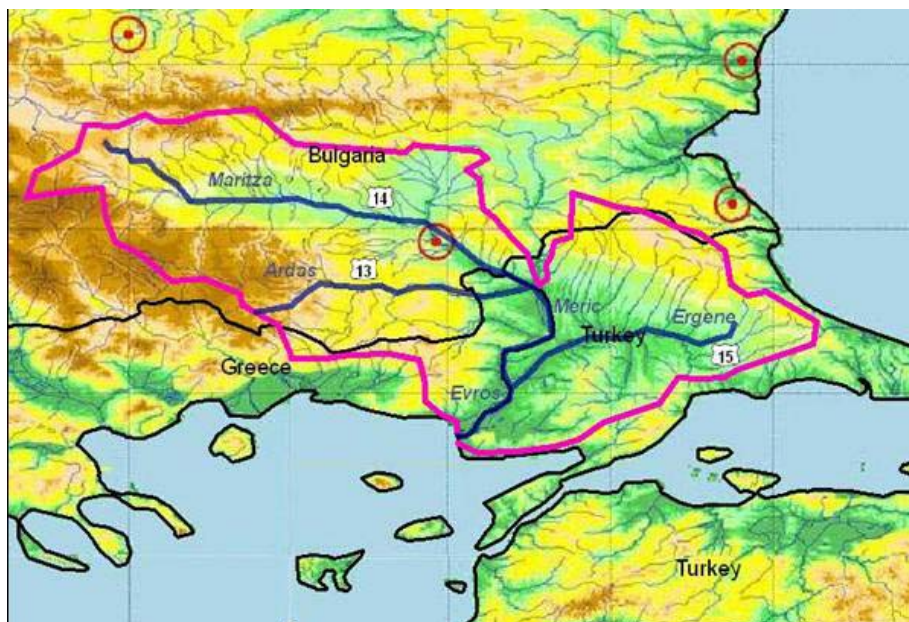 Bulgaria
Maritza
14
Ardas
13
Meric
Ergene
Turkey
15
Greece
Evros
Turkey